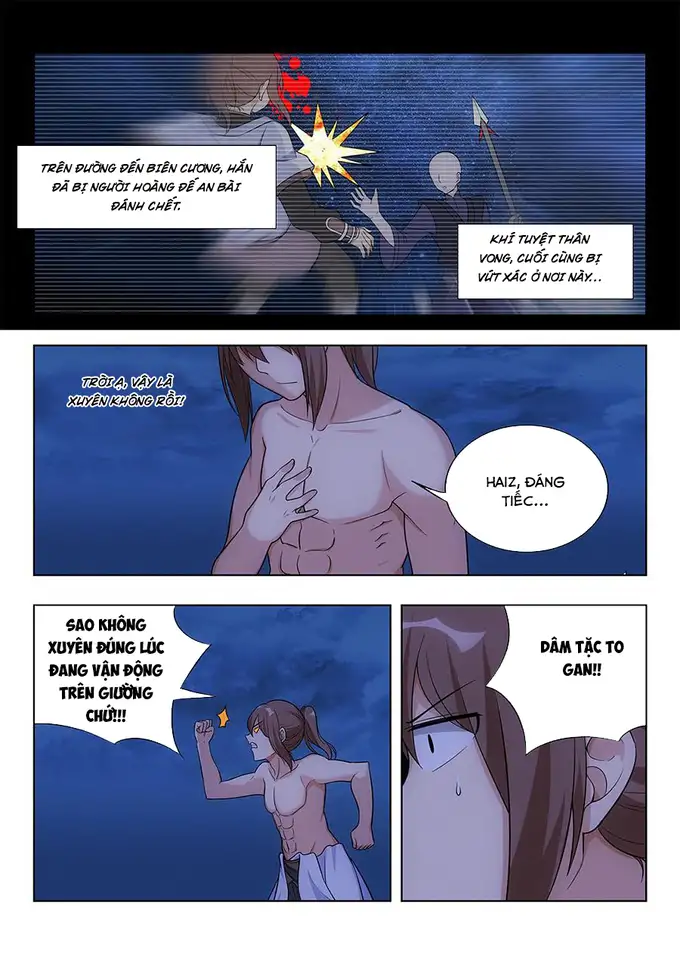 TRÊN ĐƯỜNG ĐẾN BIÊN CƯƠNG, HẮN
ĐÃ BỊ NGƯỜI HOÀNG ĐẾ AN BÀI
ĐÁNH CHẾT.
KHÍ TUYỆT THÂN
VONG, CUỐI CÙNG BỊ
VỨT XÁC Ở NƠI NÀY...
TRỜI Ạ, VẬY LÀ
XUYÊN KHÔNG RỒI!
HAIZ, ĐÁNG
TIẾC...
SAO KHÔNG
XUYÊN ĐÚNG LÚC
ĐANG VẬN ĐỘNG
TRÊN GIƯỜNG
CHỨ!!!
DÂM TẶC TO
GAN!!